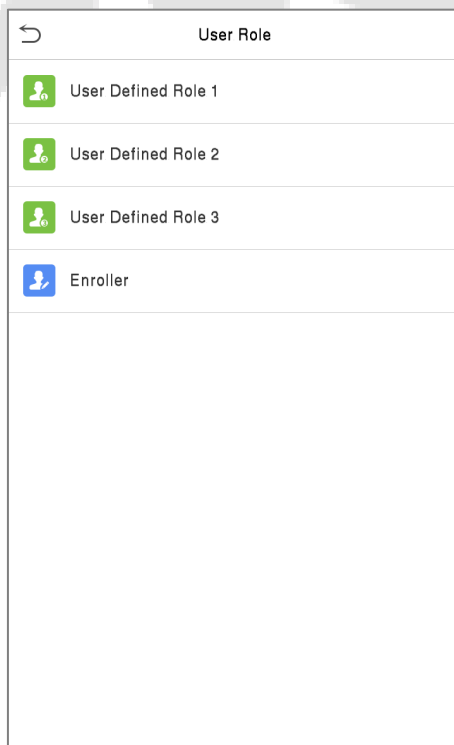 User Role
User Defined Role 1
User Defined Role 2
User Defined Role 3
Enroller